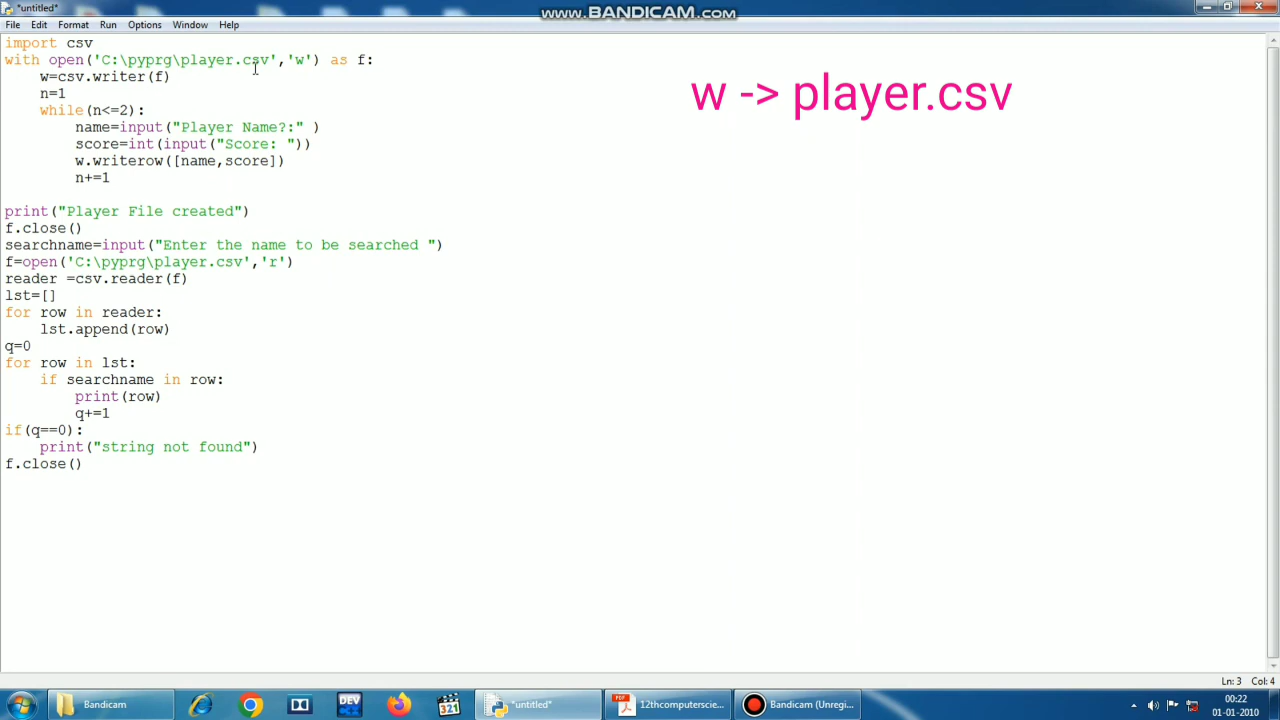 *untitled*
www.BANDICAM.com
File Edit Format Run Options Window Help
import csv
with open('C:\pyprg\player.csv','w') as f:
w=csv.writer(f)
n=1
while(n<=2):
name=input("Player Name?:" )
score=int(input("Score: "))
w.writerow([name,score])
n+=1
print("Player File created")
f.close()
searchname=input("Enter the name to be searched ")
f=open('C:\pyprg\player.csv','r')
reader =csv.reader(f)
lst=[]
for row in reader:
lst.append(row)
q=0
for row in lst:
if searchname in row:
print(row)
q+=1
if(q==0):
print("string not found")
f.close()
w -> player.csv
Ln: 3 Col: 4
Bandicam
DEV
321
*untitled*
12thcomputerscie...
Bandicam (Unregi...
00:22
01-01-2010